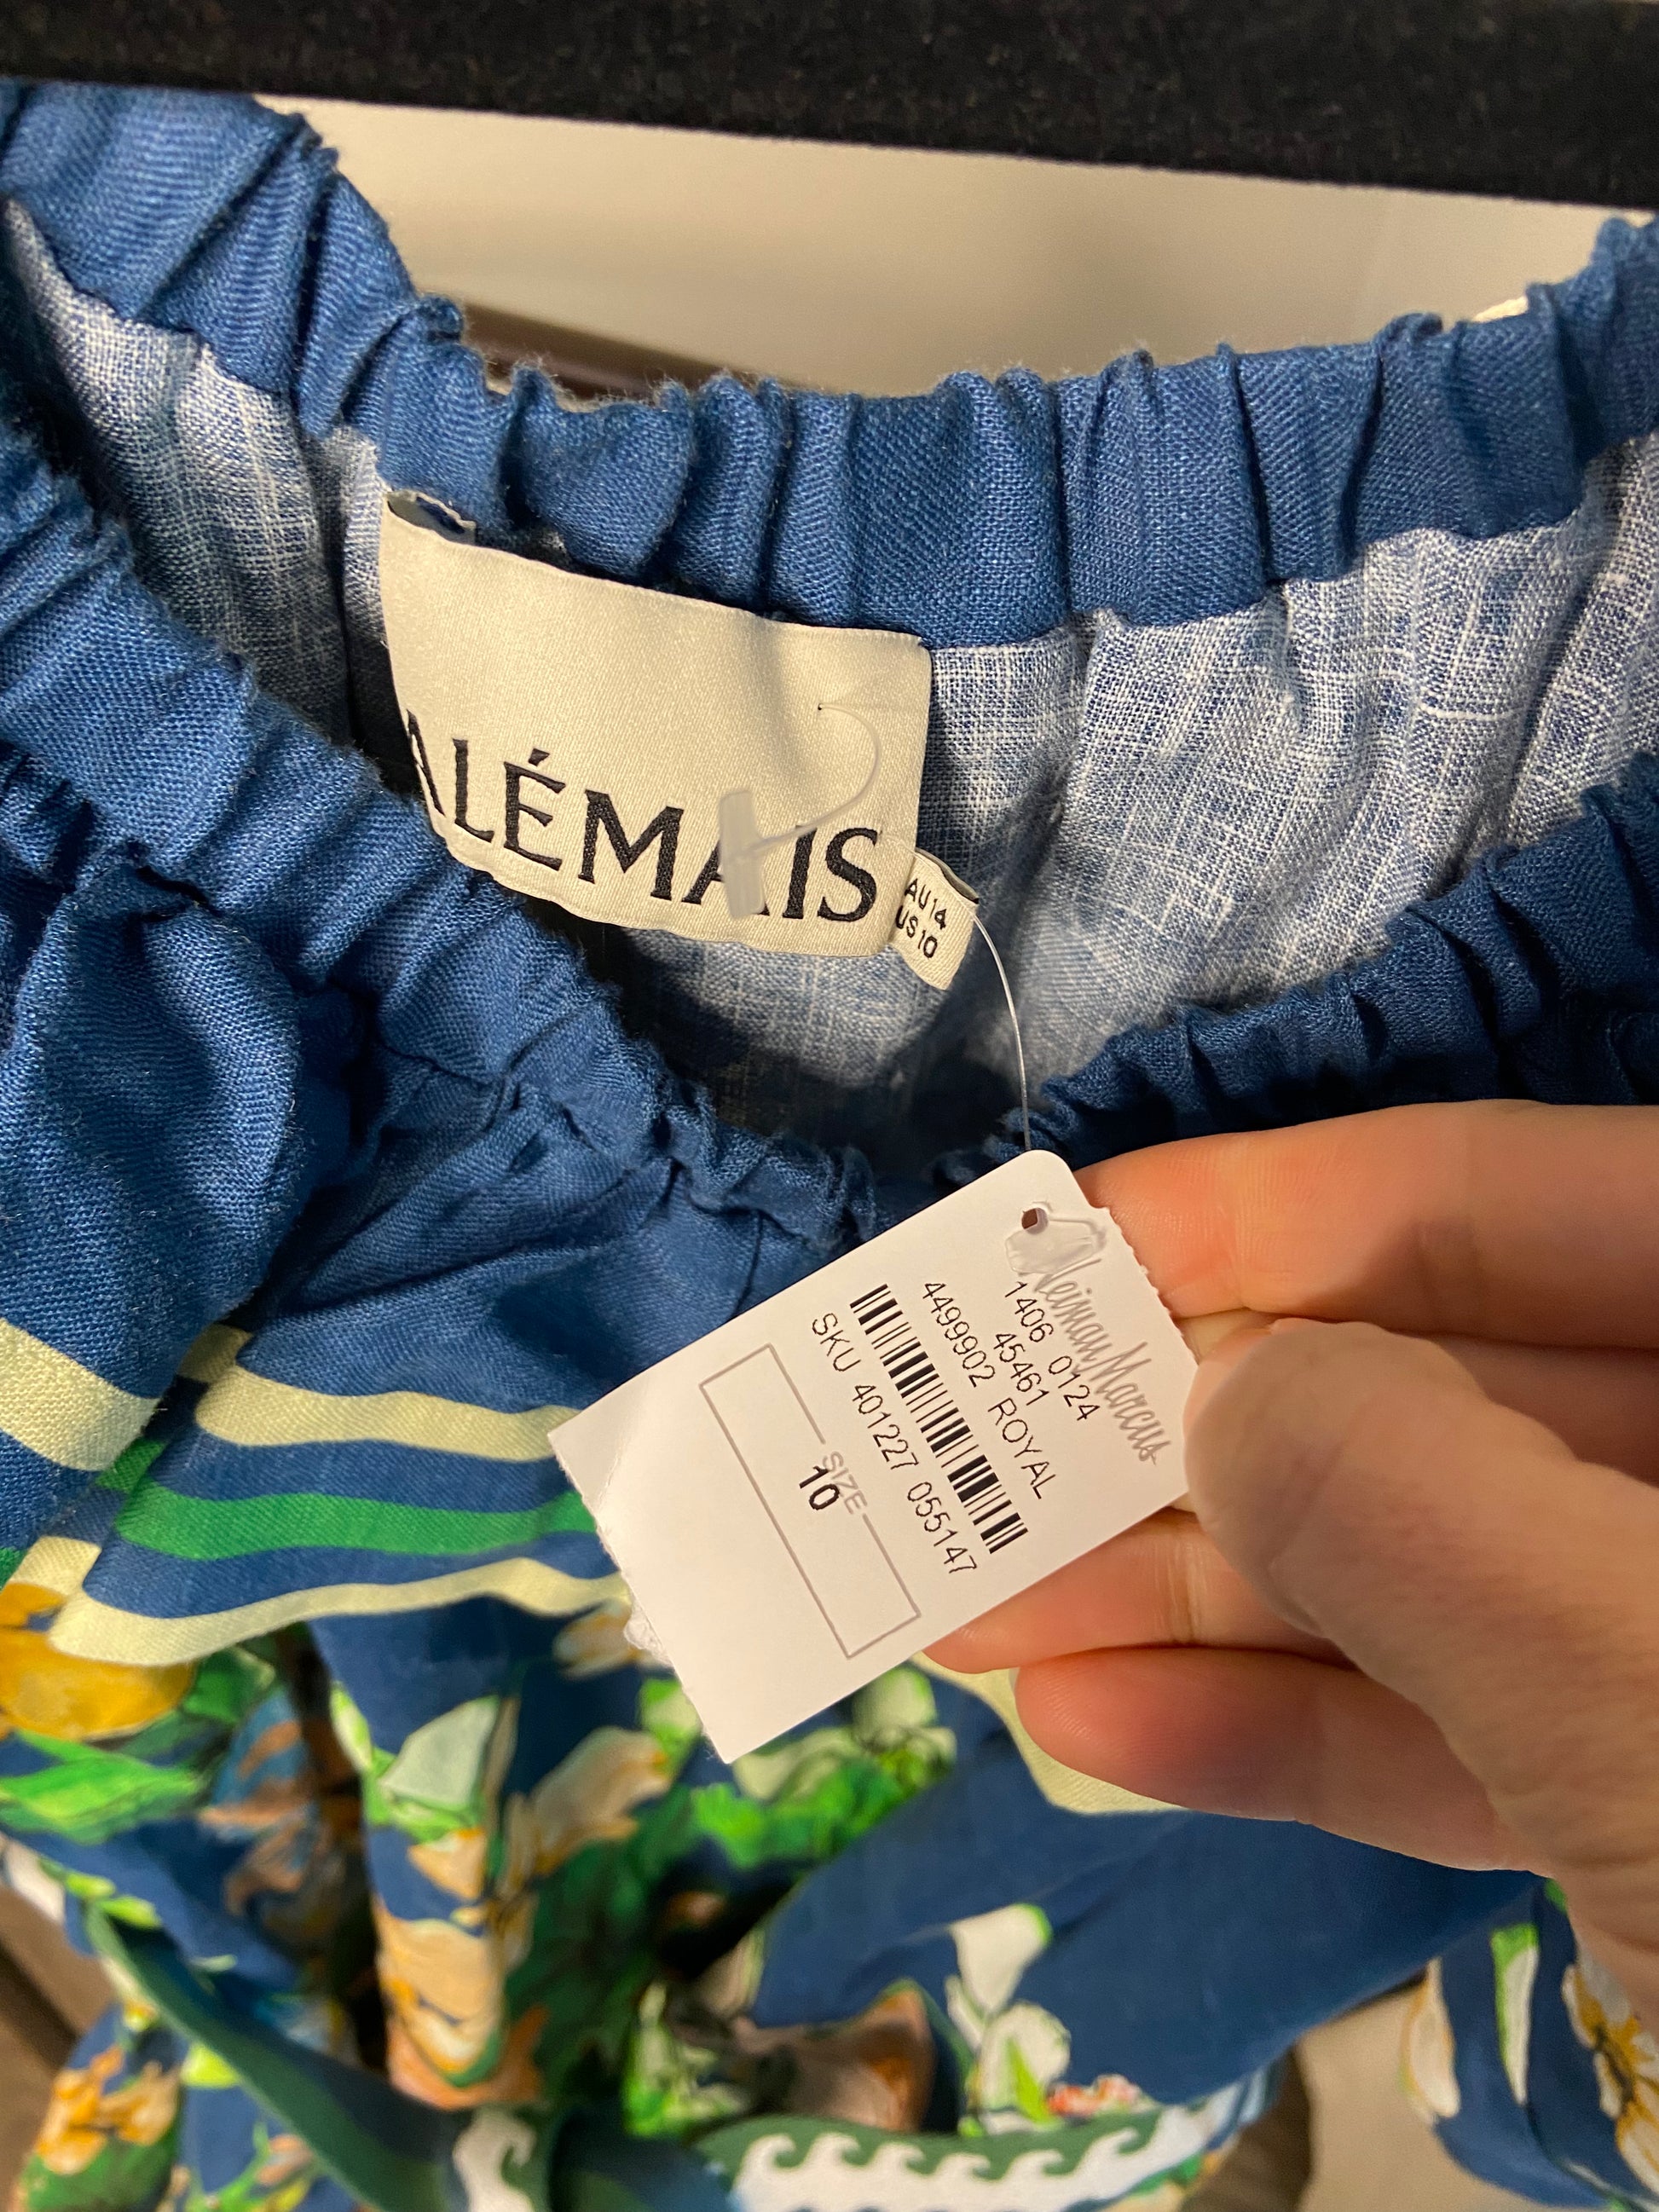 ALÉMAIS
AU 14
US 10
Neiman Marcus
1406 0124
45461
4499902 ROYAL
SKU 401227 055147
SIZE
10